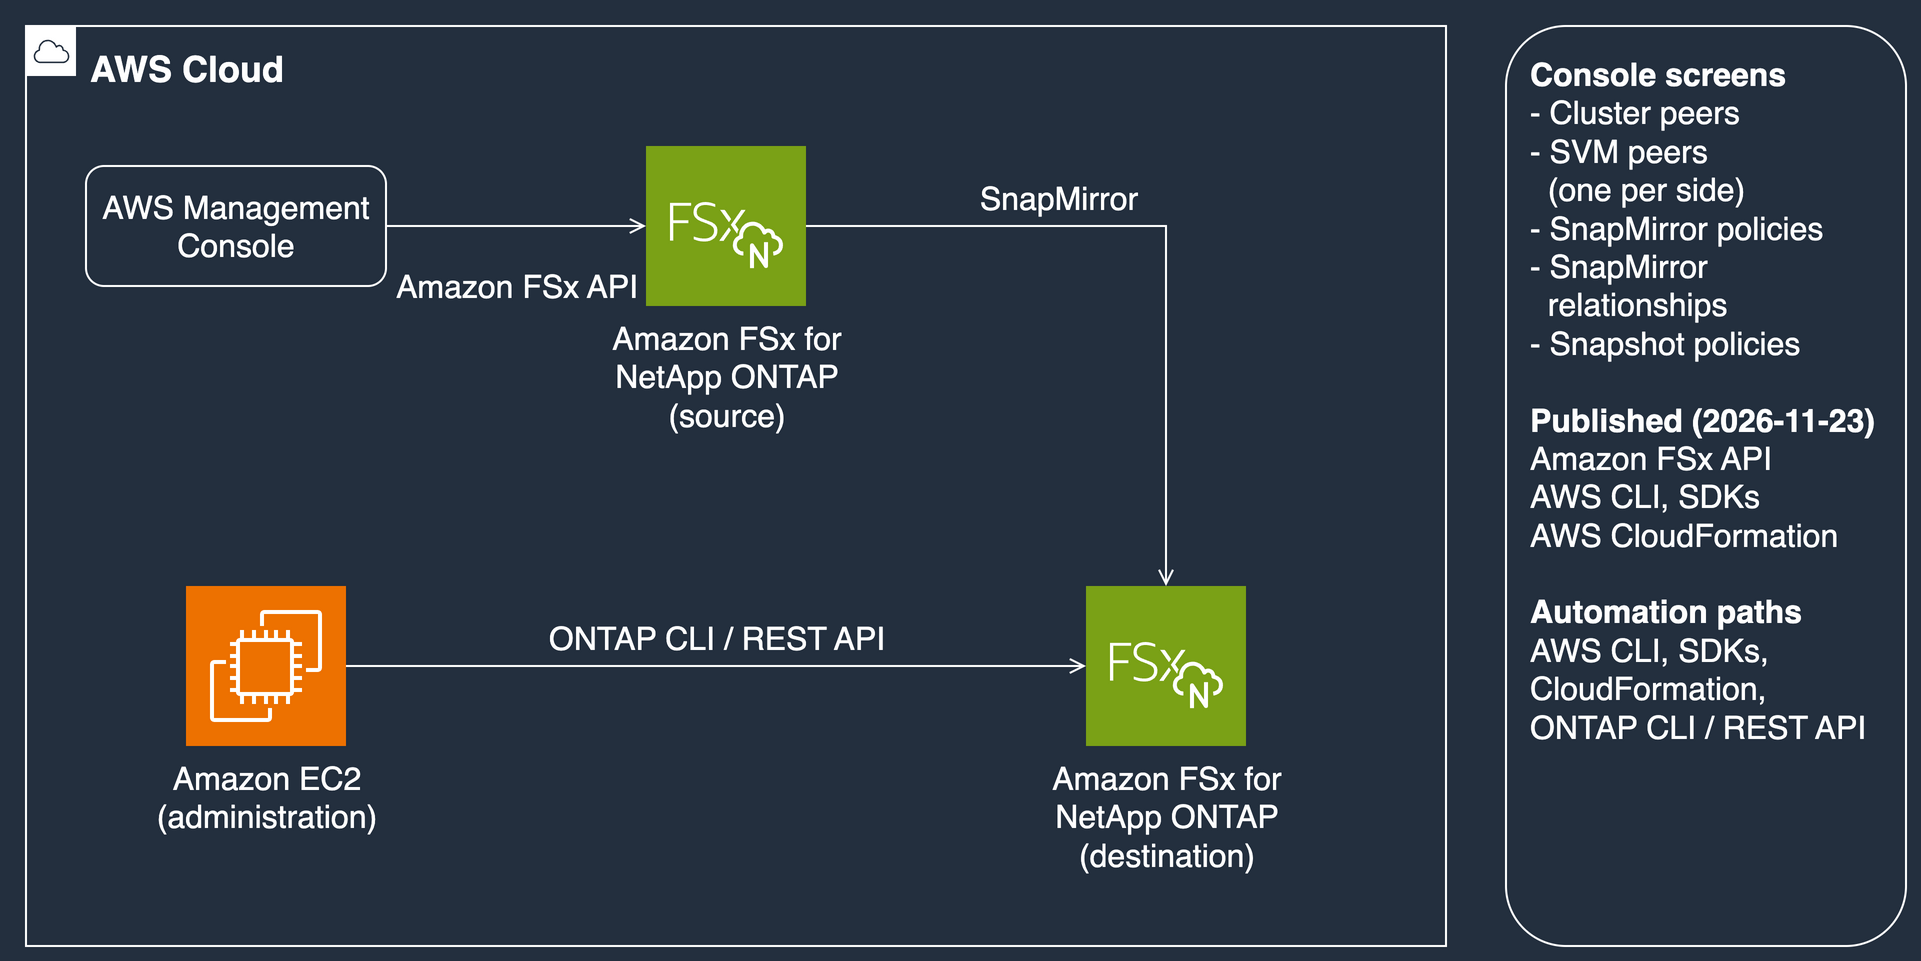 AWS Cloud
AWS Management
Console
Amazon FSx API
FSx
N
Amazon FSx for
NetApp ONTAP
(source)
SnapMirror
Amazon EC2
(administration)
ONTAP CLI / REST API
FSx
N
Amazon FSx for
NetApp ONTAP
(destination)
Console screens
- Cluster peers
- SVM peers
(one per side)
- SnapMirror policies
- SnapMirror
relationships
- Snapshot policies
Published (2026-11-23)
Amazon FSx API
AWS CLI, SDKs
AWS CloudFormation
Automation paths
AWS CLI, SDKs,
CloudFormation,
ONTAP CLI / REST API